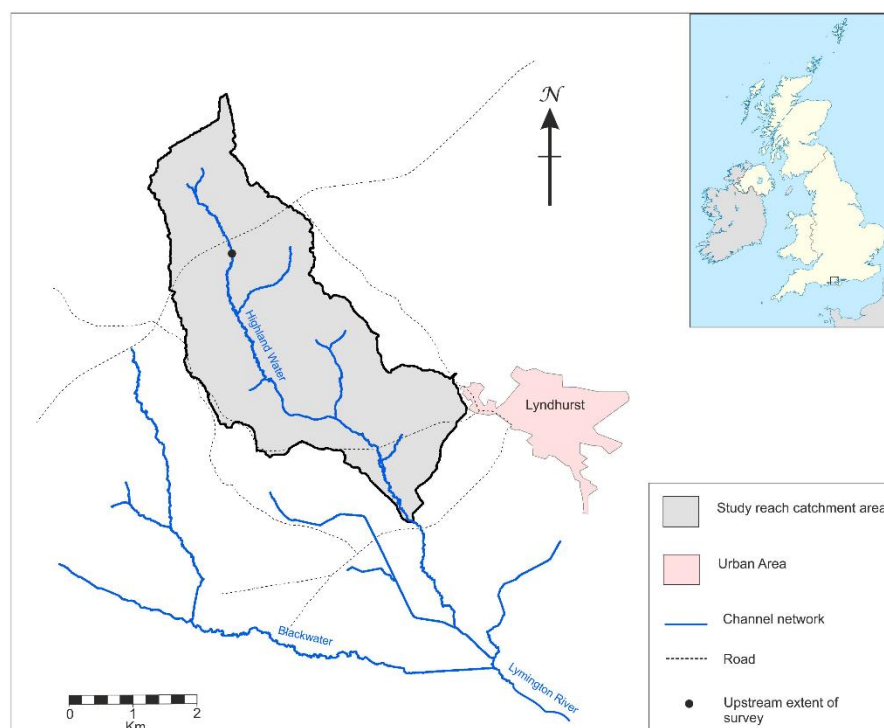 N
Highland Water
Lyndhurst
Blackwater
Lymington River
0 1 2
Km
Study reach catchment area
Urban Area
Channel network
Road
Upstream extent of
survey